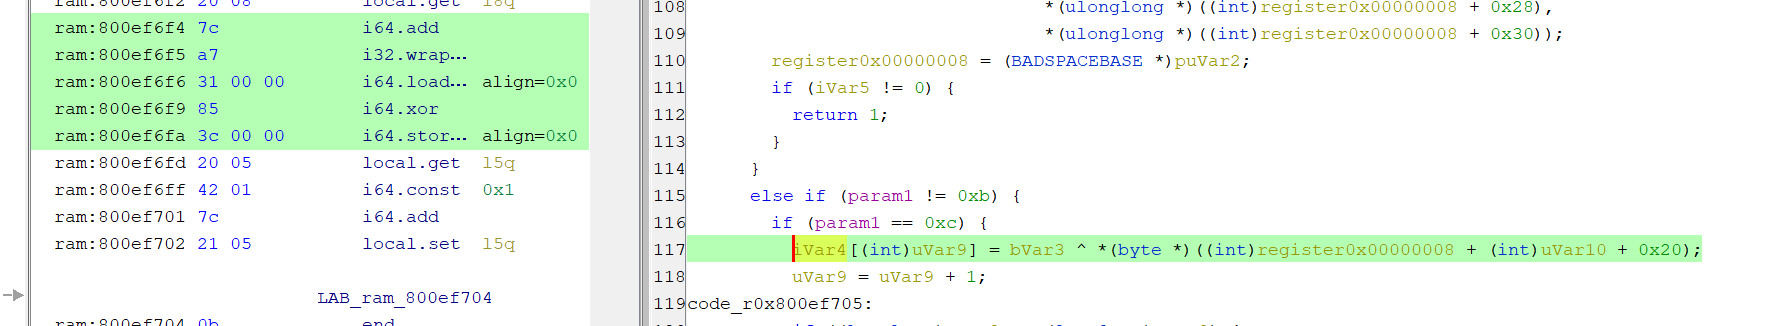 ram:800ef6f2 20 08 local.get l8q
ram:800ef6f4 7c i64.add
ram:800ef6f5 a7 i32.wrap...
ram:800ef6f6 31 00 00 i64.load... align=0x0
ram:800ef6f9 85 i64.xor
ram:800ef6fa 3c 00 00 i64.stor... align=0x0
ram:800ef6fd 20 05 local.get l5q
ram:800ef6ff 42 01 i64.const 0x1
ram:800ef701 7c i64.add
ram:800ef702 21 05 local.set l5q
LAB_ram_800ef704
ram:800ef704 0b end
108 *(ulonglong *)((int)register0x00000008 + 0x28),
109 *(ulonglong *)((int)register0x00000008 + 0x30));
110 register0x00000008 = (BADSPACEBASE *)puVar2;
111 if (iVar5 != 0) {
112 return 1;
113 }
114 }
115 else if (param1 != 0xb) {
116 if (param1 == 0xc) {
117 iVar4[(int)uVar9] = bVar3 ^ *(byte *)((int)register0x00000008 + (int)uVar10 + 0x20);
118 uVar9 = uVar9 + 1;
119 code_r0x800ef705: